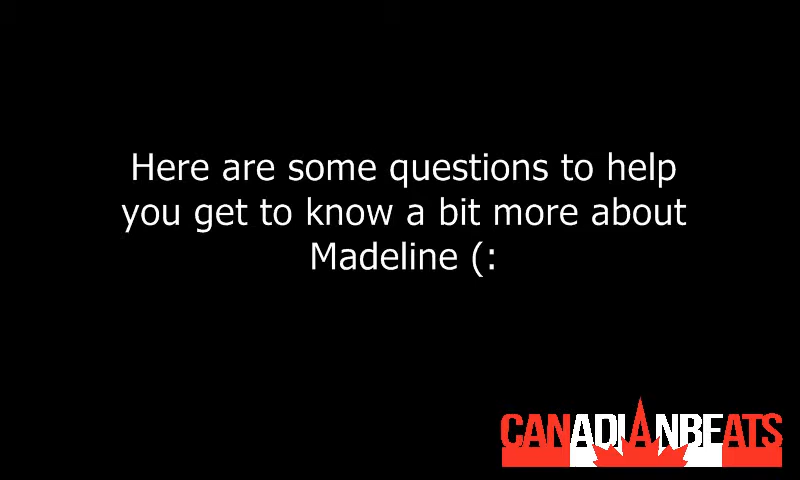 Here are some questions to help
you get to know a bit more about
Madeline (:
CANADIANBEATS